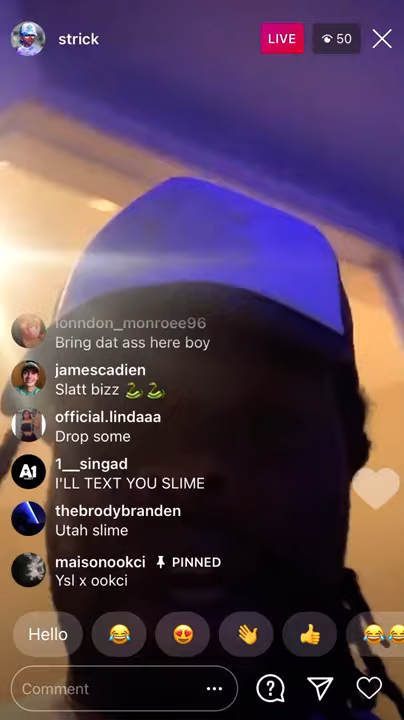 strick
LIVE
50
lonndon_monroee96
Bring dat ass here boy
jamescadien
Slatt bizz 🐍🐍
official.lindaaa
Drop some
A1
1__singad
I'LL TEXT YOU SLIME
thebrodybranden
Utah slime
maisonookci PINNED
Ysl x ookci
Hello
Comment